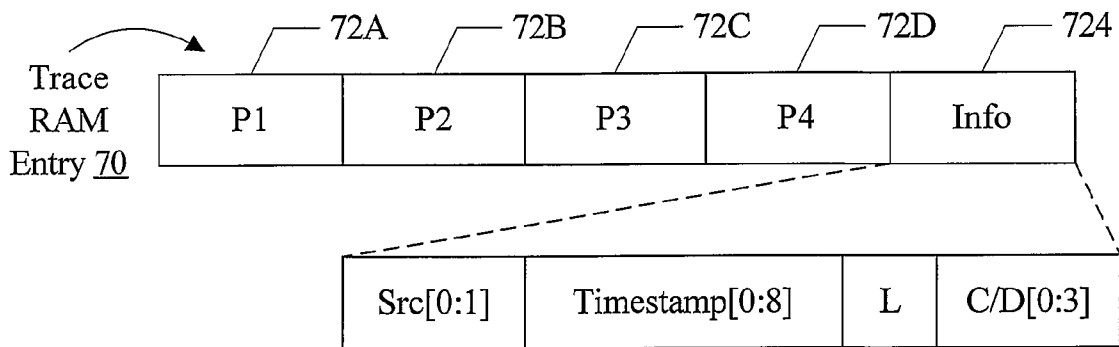 72A 72B 72C 72D 724
Trace
RAM
Entry 70
P1 P2 P3 P4 Info
Src[0:1] Timestamp[0:8] L C/D[0:3]